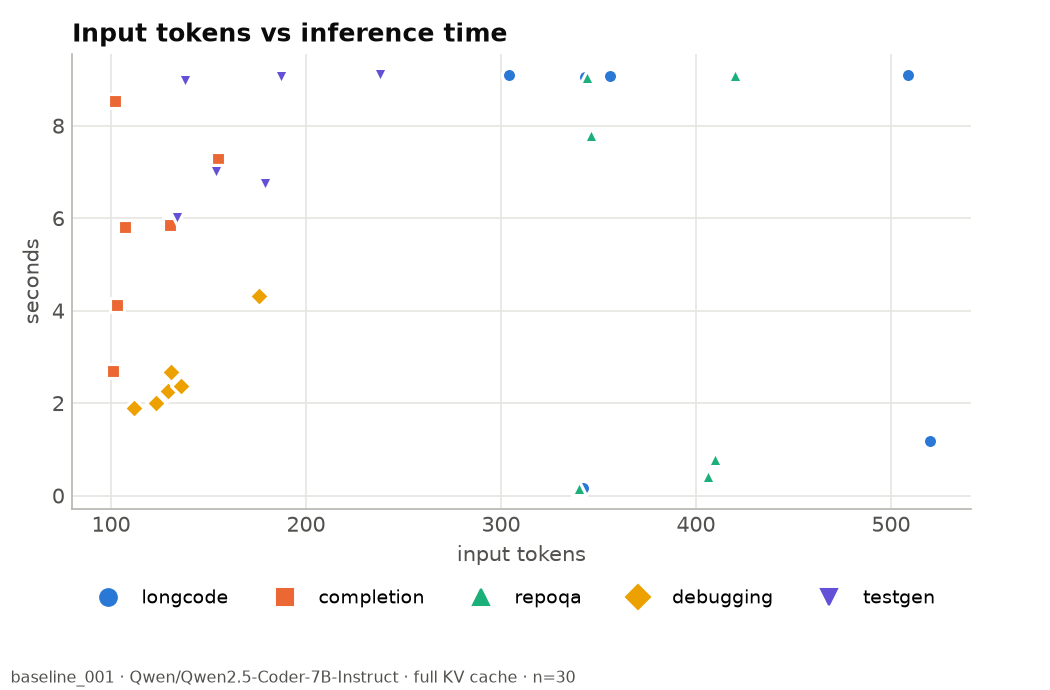 Input tokens vs inference time
8
6
4
2
0
seconds
100 200 300 400 500
input tokens
longcode completion repoqa debugging testgen
baseline_001 · Qwen/Qwen2.5-Coder-7B-Instruct · full KV cache · n=30